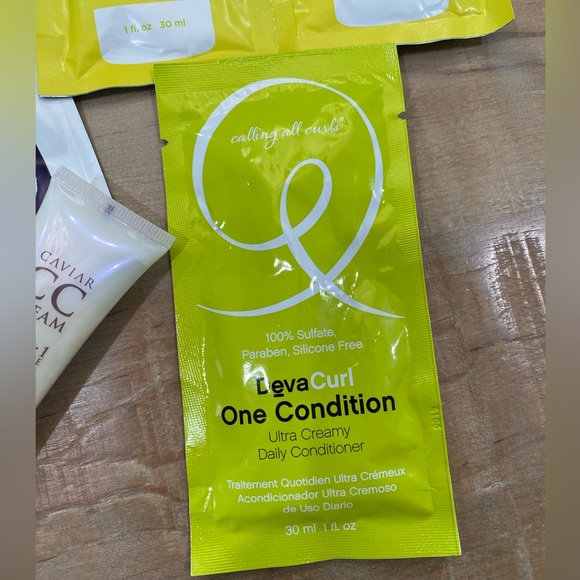 1 fl. oz 30 ml
calling all curls®
CAVIAR
CC
100% Sulfate,
Paraben, Silicone Free
DevaCurl
One Condition
Ultra Creamy
Daily Conditioner
Traitement Quotidien Ultra Crémeux
Acondicionador Ultra Cremoso
de Uso Diario
30 ml 1 fl. oz